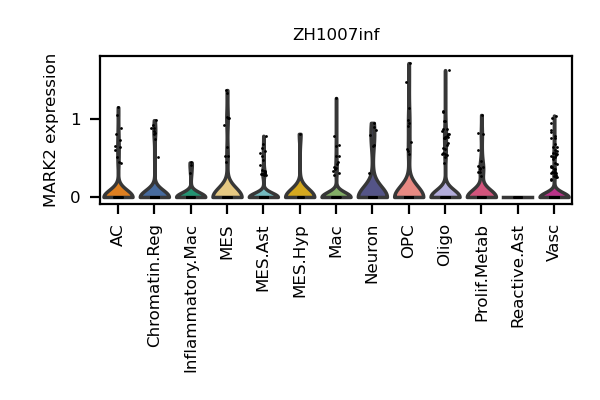 ZH1007inf
MARK2 expression
1
0
AC
Chromatin.Reg
Inflammatory.Mac
MES
MES.Ast
MES.Hyp
Mac
Neuron
OPC
Oligo
Prolif.Metab
Reactive.Ast
Vasc